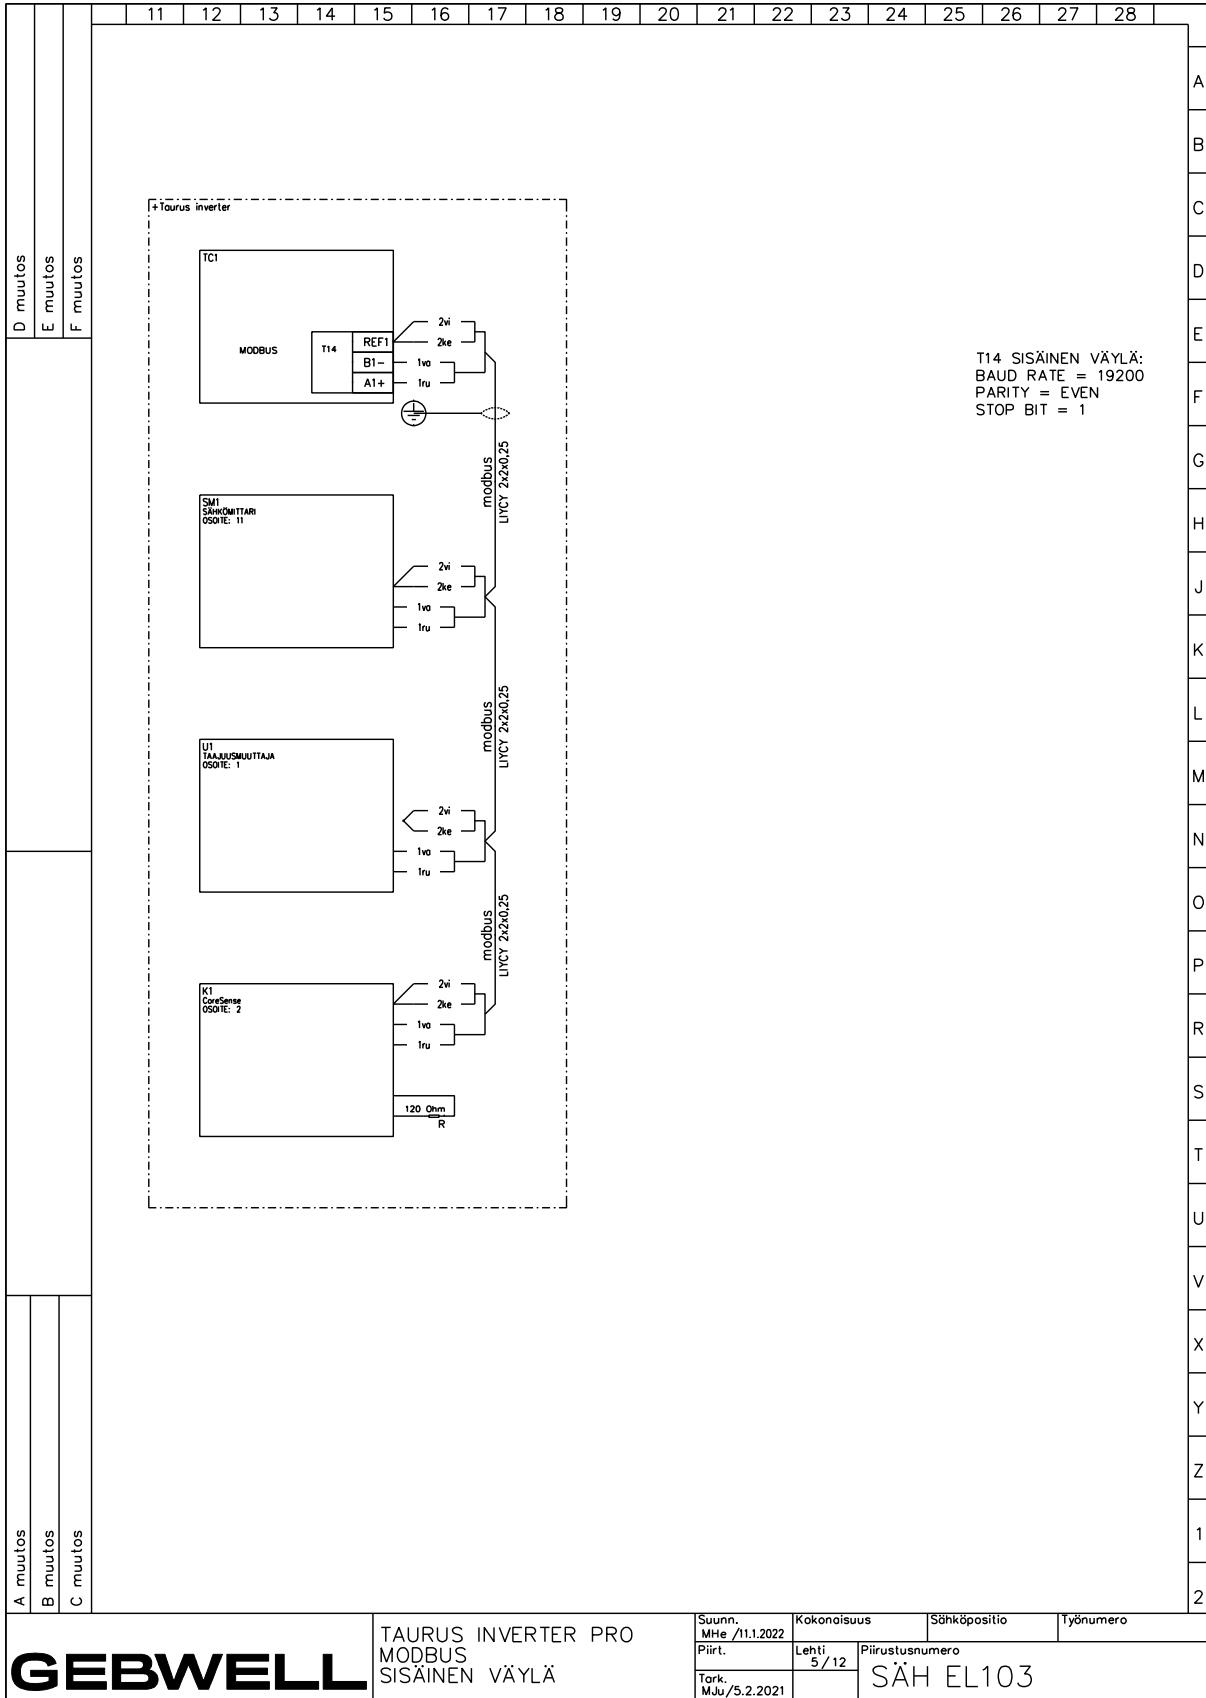 11 12 13 14 15 16 17 18 19 20 21 22 23 24 25 26 27 28
A
B
C
D
E
F
G
H
J
K
L
M
N
O
P
R
S
T
U
V
X
Y
Z
1
2
D muutos
E muutos
F muutos
A muutos
B muutos
C muutos
+Taurus inverter
TC1
MODBUS
T14
REF1
B1-
A1+
2vi
2ke
1va
1ru
modbus
LIYCY 2x2x0,25
T14 SISÄINEN VÄYLÄ:
BAUD RATE = 19200
PARITY = EVEN
STOP BIT = 1
SM1
SÄHKÖMITTARI
OSOITE: 11
2vi
2ke
1va
1ru
modbus
LIYCY 2x2x0,25
U1
TAAJUUSMUUTTAJA
OSOITE: 1
2vi
2ke
1va
1ru
modbus
LIYCY 2x2x0,25
K1
CoreSense
OSOITE: 2
2vi
2ke
1va
1ru
120 Ohm
R
GEBWELL
TAURUS INVERTER PRO
MODBUS
SISÄINEN VÄYLÄ
Suunn.
MHe /11.1.2022
Piirt.
Tark.
MJu/5.2.2021
Kokonaisuus
Sähköpositio
Työnumero
Lehti
5/12
Piirustusnumero
SÄH EL103